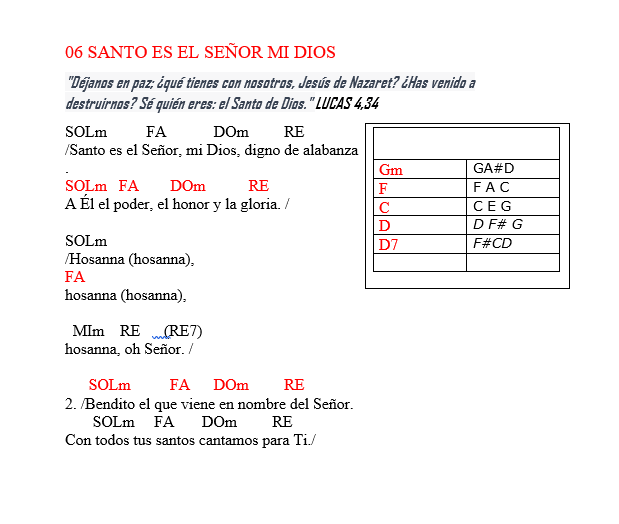 06 SANTO ES EL SEÑOR MI DIOS
"Déjanos en paz; ¿qué tienes con nosotros, Jesús de Nazaret? ¿Has venido a
destruirnos? Sé quién eres: el Santo de Dios." LUCAS 4,34
SOLm FA DOm RE
/Santo es el Señor, mi Dios, digno de alabanza
.
SOLm FA DOm RE
A Él el poder, el honor y la gloria. /
SOLm
/Hosanna (hosanna),
FA
hosanna (hosanna),
MIm RE (RE7)
hosanna, oh Señor. /
SOLm FA DOm RE
2. /Bendito el que viene en nombre del Señor.
SOLm FA DOm RE
Con todos tus santos cantamos para Ti./
Gm GA#D
F F A C
C C E G
D D F# G
D7 F#CD